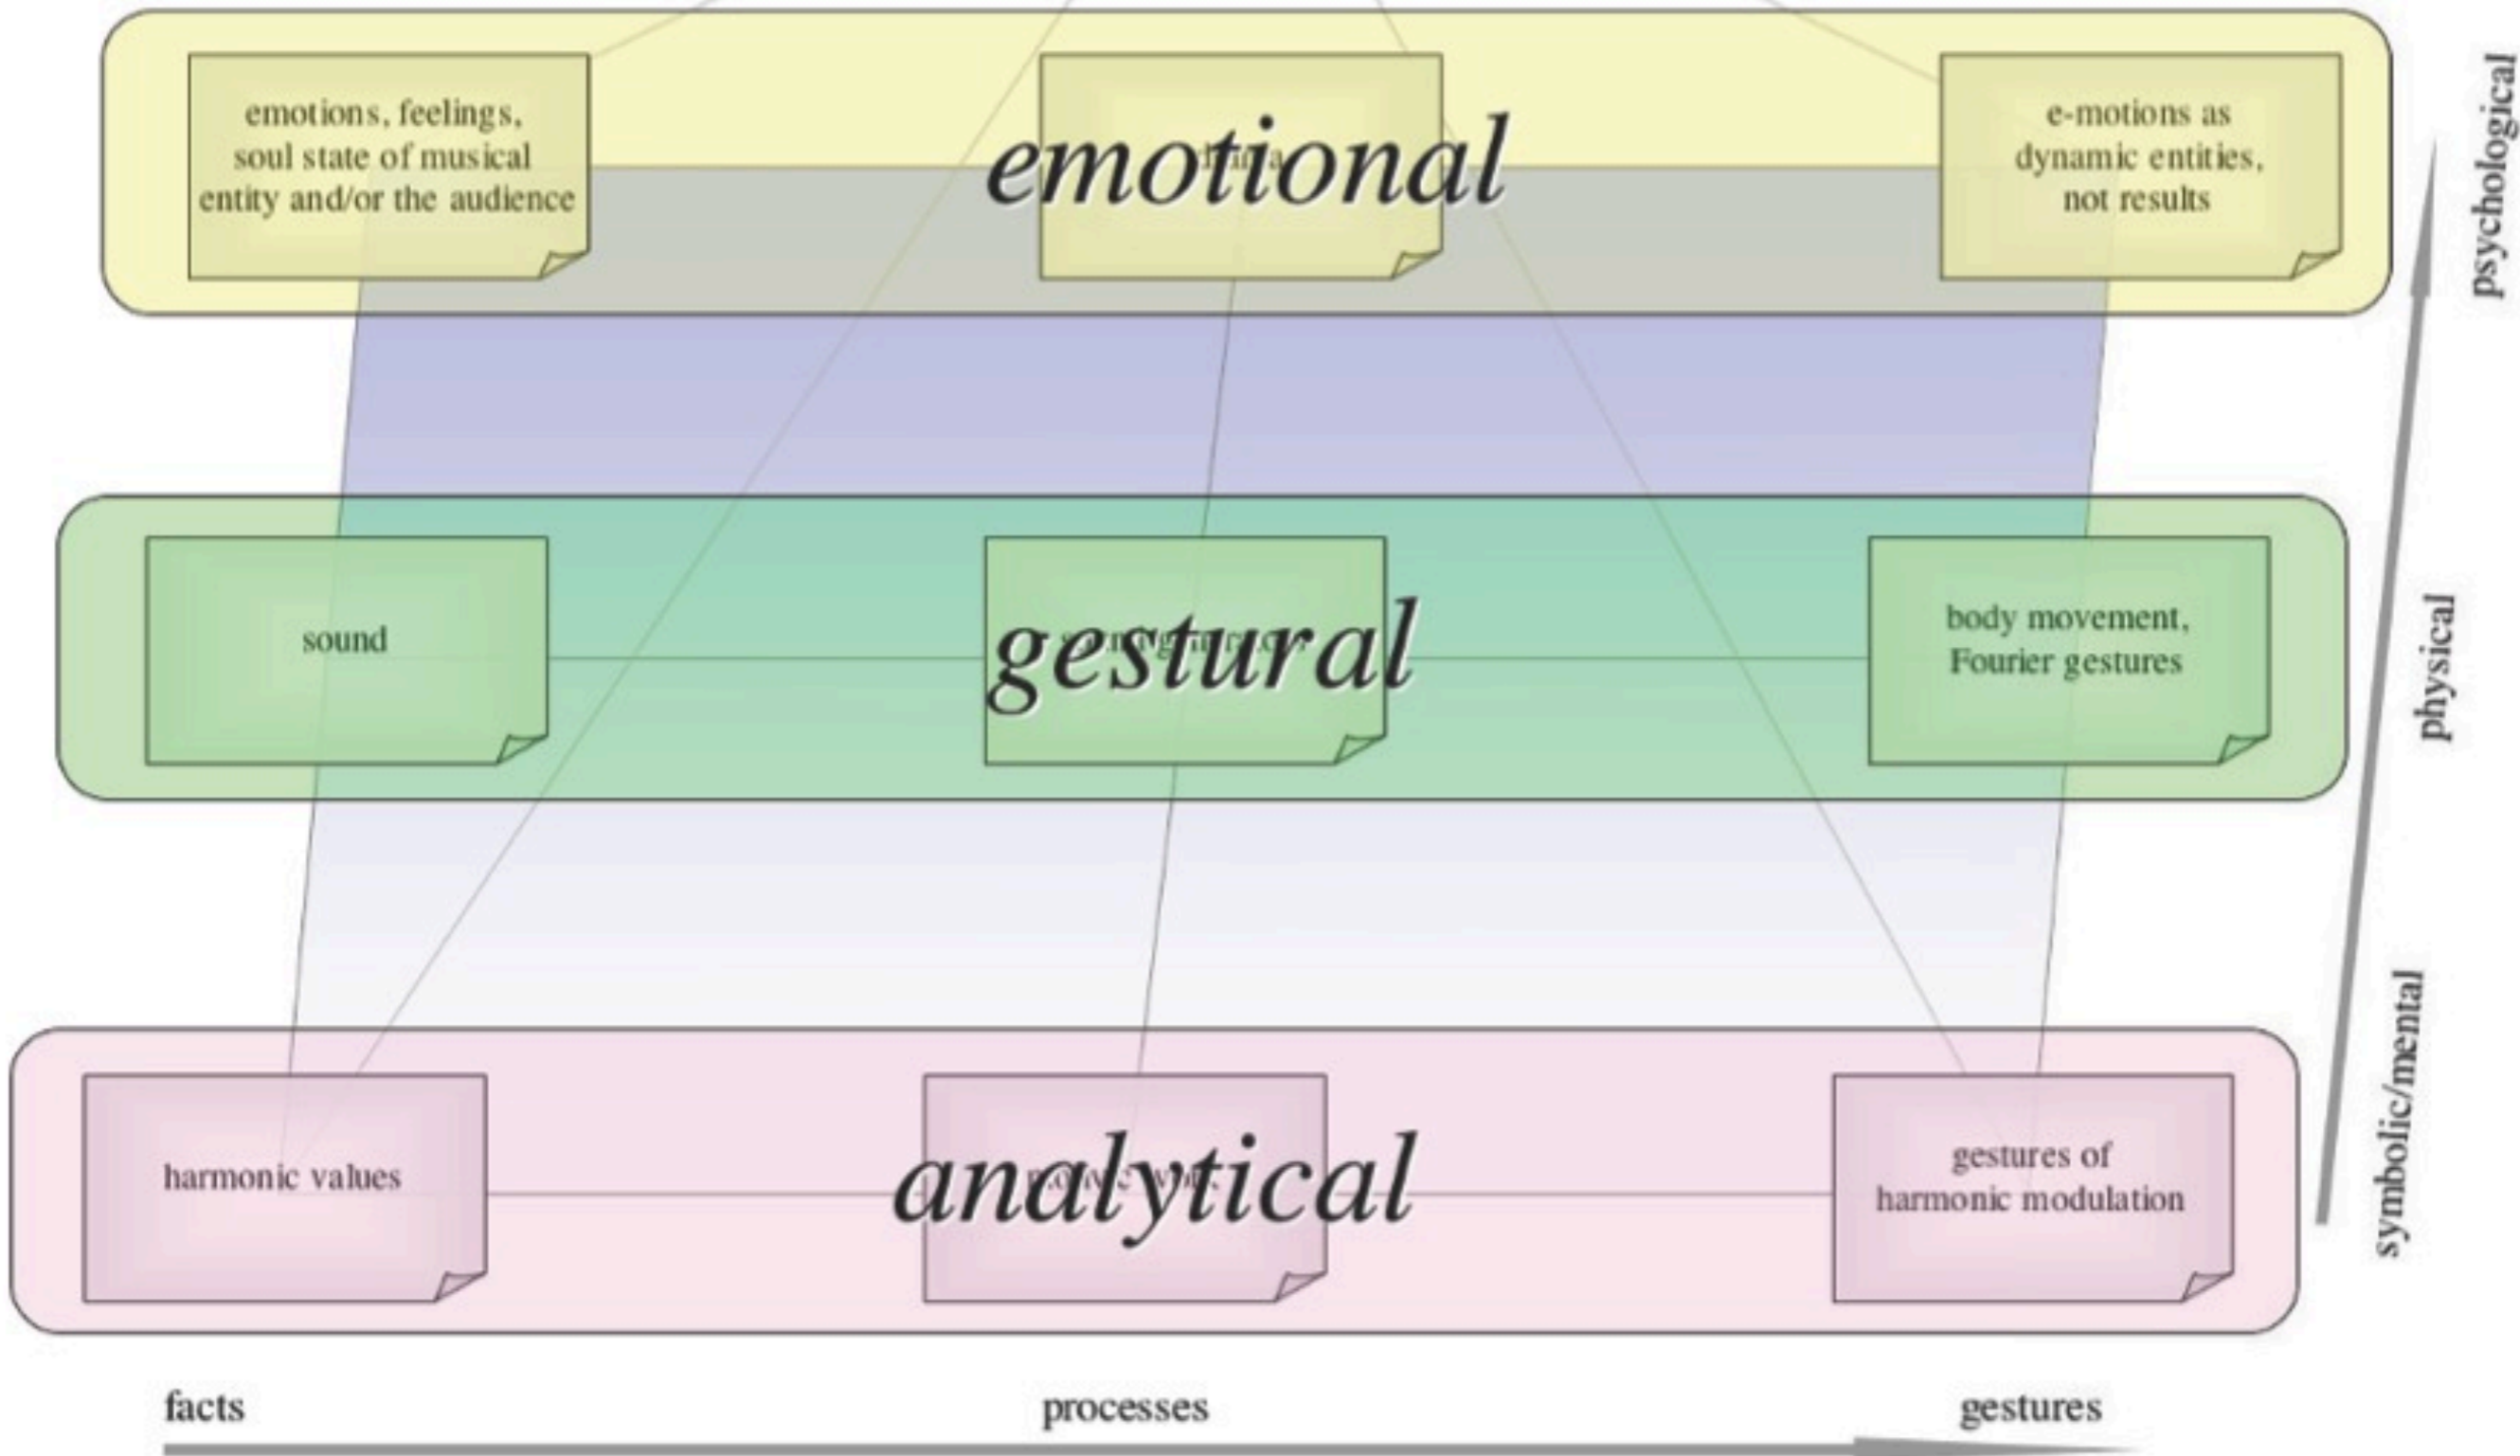 emotions, feelings,
soul state of musical
entity and/or the audience
emotional
e-motions as
dynamic entities,
not results
psychological
sound
gestural
body movement,
Fourier gestures
physical
harmonic values
analytical
gestures of
harmonic modulation
symbolic/mental
facts
processes
gestures